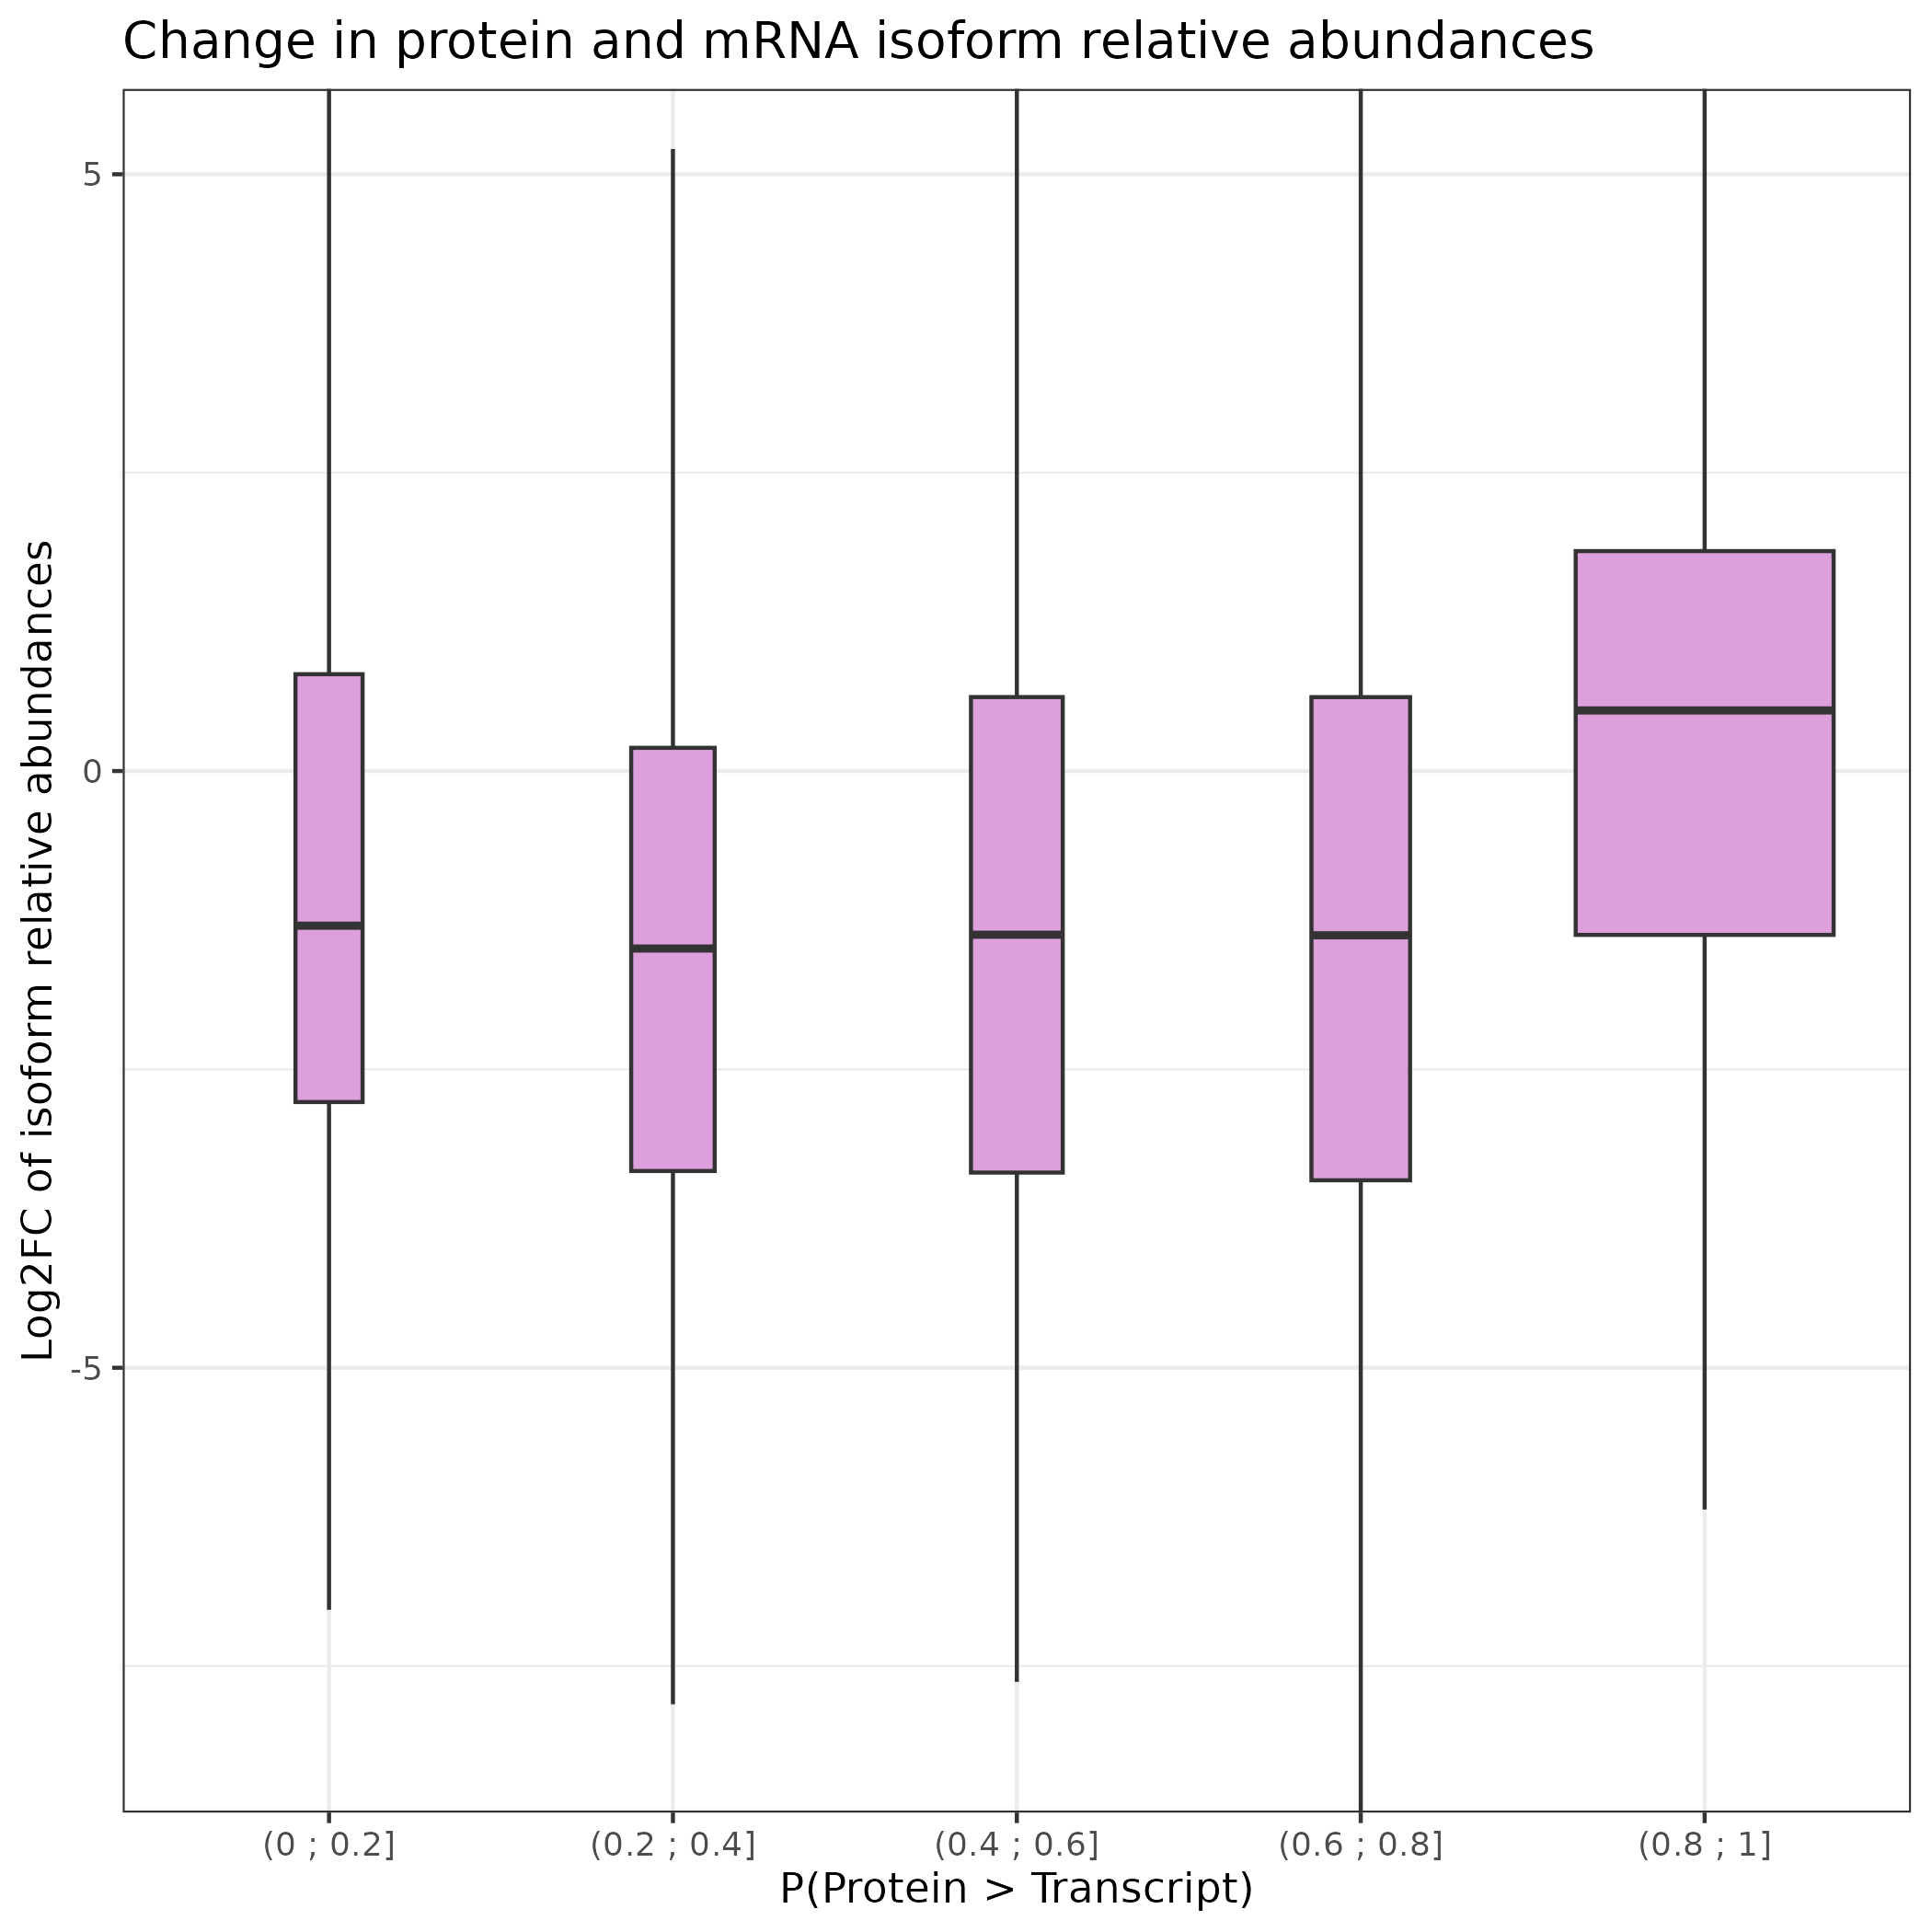 Change in protein and mRNA isoform relative abundances
Log2FC of isoform relative abundances
5
0
-5
(0 ; 0.2]
(0.2 ; 0.4]
(0.4 ; 0.6]
(0.6 ; 0.8]
(0.8 ; 1]
P(Protein > Transcript)